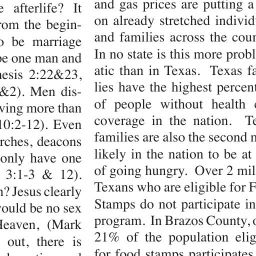 e afterlife? It
rom the begin-
o be marriage
be one man and
nesis 2:22&23,
&2). Men dis-
ving more than
10:2-12). Even
rches, deacons
only have one
3:1-3 & 12).
n? Jesus clearly
would be no sex
Heaven, (Mark
out, there is
and gas prices are putting a
on already stretched individ
and families across the coun
In no state is this more probl
atic than in Texas. Texas fa
lies have the highest percent
of people without health
coverage in the nation. Te
families are also the second m
likely in the nation to be at
of going hungry. Over 2 mil
Texans who are eligible for F
Stamps do not participate in
program. In Brazos County, o
21% of the population elig
for food stamps participates